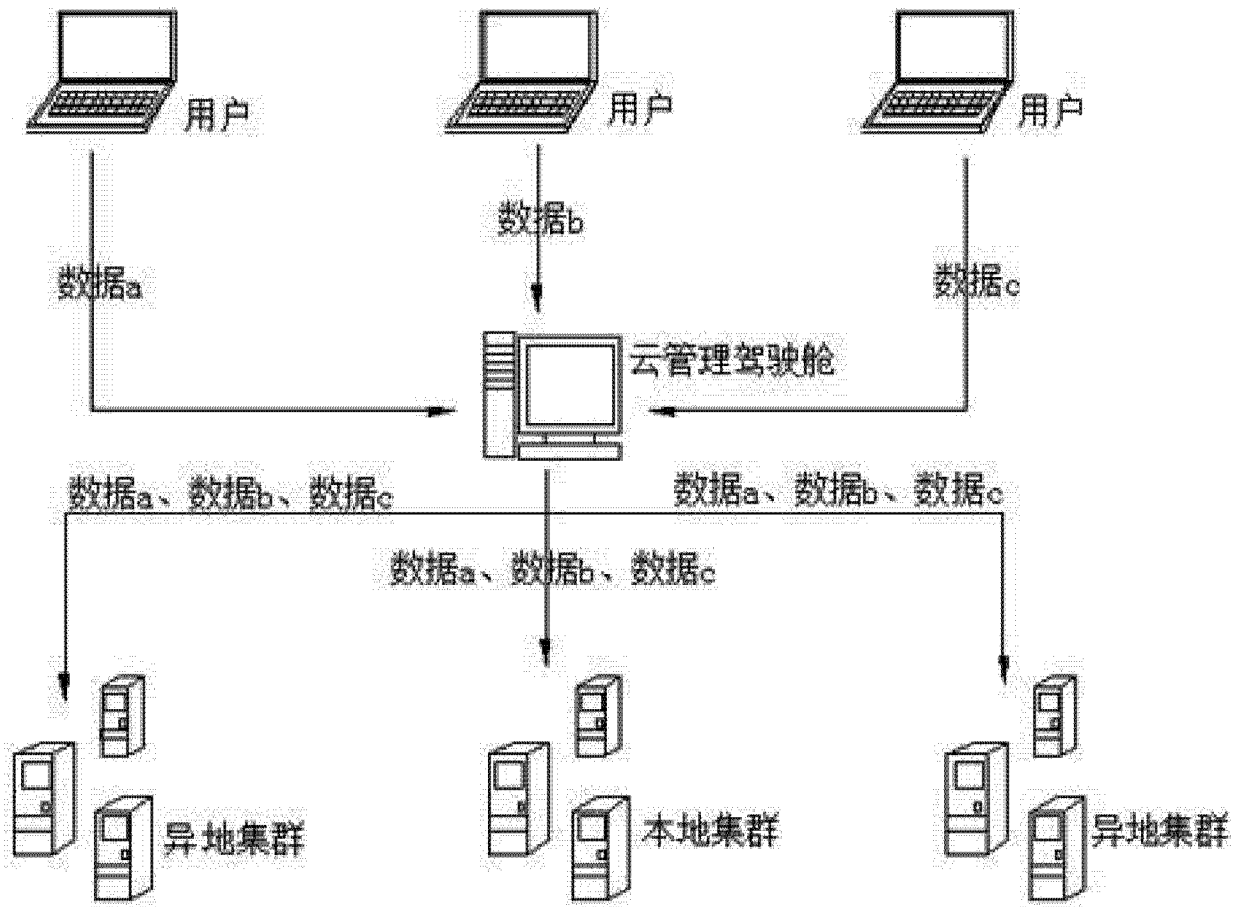 用户
用户
用户
数据b
数据a
数据c
云管理驾驶舱
数据a、数据b、数据c
数据a、数据b、数据c
数据a、数据b、数据c
异地集群
本地集群
异地集群